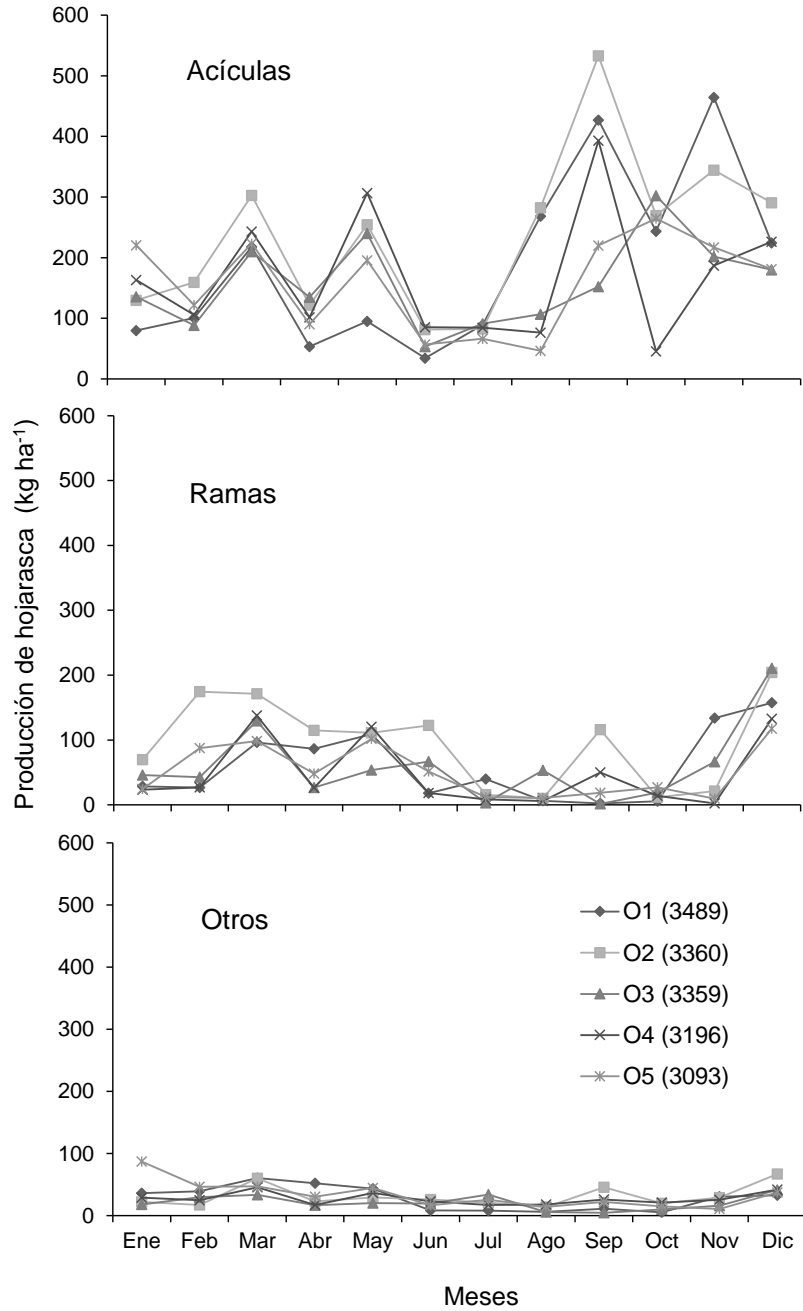 600
500
400
300
200
100
0
Acículas
600
500
400
300
200
100
0
Ramas
Producción de hojarasca (kg ha⁻¹)
600
500
400
300
200
100
0
Otros
O1 (3489)
O2 (3360)
O3 (3359)
O4 (3196)
O5 (3093)
Ene Feb Mar Abr May Jun Jul Ago Sep Oct Nov Dic
Meses